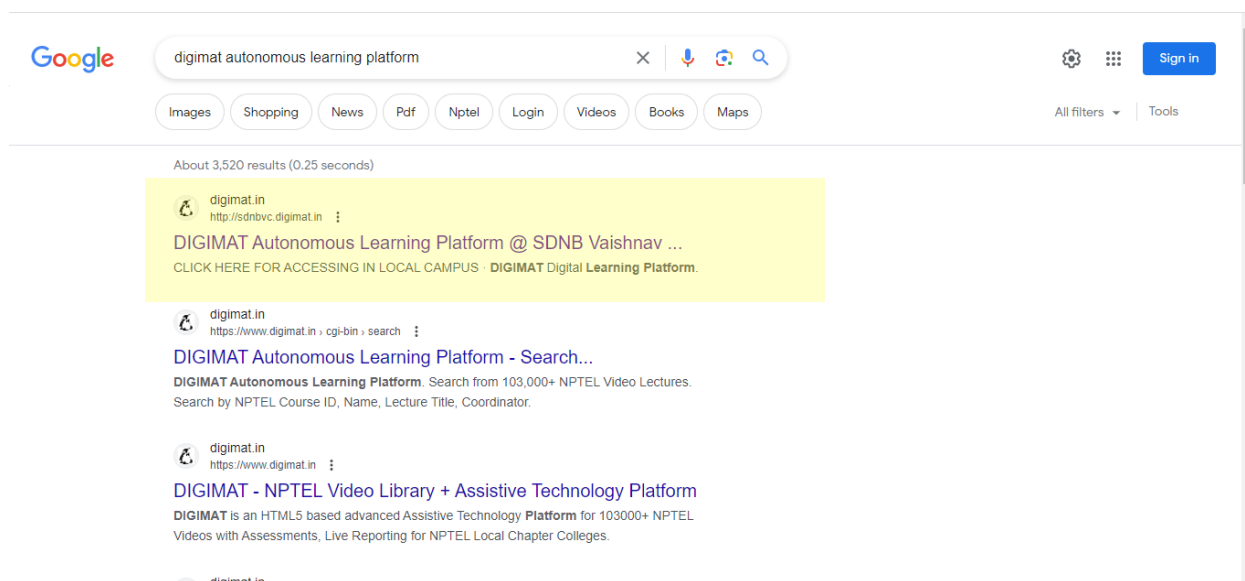 Google
digimat autonomous learning platform
Sign in
Images Shopping News Pdf Nptel Login Videos Books Maps
All filters Tools
About 3,520 results (0.25 seconds)
digimat.in
http://sdnbvc.digimat.in
DIGIMAT Autonomous Learning Platform @ SDNB Vaishnav ...
CLICK HERE FOR ACCESSING IN LOCAL CAMPUS · DIGIMAT Digital Learning Platform.
digimat.in
https://www.digimat.in › cgi-bin › search
DIGIMAT Autonomous Learning Platform - Search...
DIGIMAT Autonomous Learning Platform. Search from 103,000+ NPTEL Video Lectures.
Search by NPTEL Course ID, Name, Lecture Title, Coordinator.
digimat.in
https://www.digimat.in
DIGIMAT - NPTEL Video Library + Assistive Technology Platform
DIGIMAT is an HTML5 based advanced Assistive Technology Platform for 103000+ NPTEL
Videos with Assessments, Live Reporting for NPTEL Local Chapter Colleges.
digimat.in